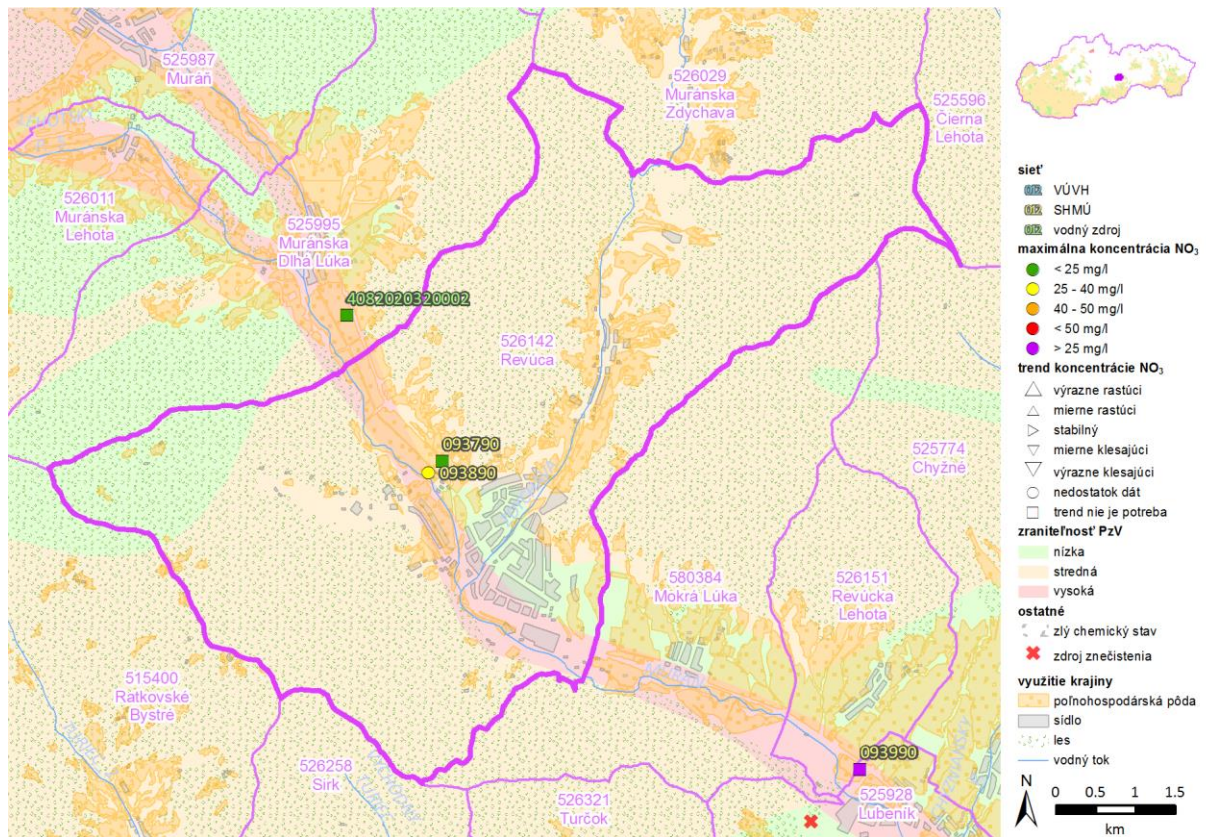 525987
Muráň
526029
Muránska
Zdychava
525596
Čierna
Lehota
526011
Muránska
Lehota
525995
Muránska
Dlhá Lúka
4082020320002
526142
Revúca
093790
093890
525774
Chyžné
580384
Mokrá Lúka
526151
Revúcka
Lehota
515400
Ratkovské
Bystré
526258
Sirk
526321
Turčok
093990
525928
Lubeník
sieť
VÚVH
SHMÚ
vodný zdroj
maximálna koncentrácia NO3
< 25 mg/l
25 - 40 mg/l
40 - 50 mg/l
< 50 mg/l
> 25 mg/l
trend koncentrácie NO3
výrazne rastúci
mierne rastúci
stabilný
mierne klesajúci
výrazne klesajúci
nedostatok dát
trend nie je potreba
zraniteľnosť PzV
nízka
stredná
vysoká
ostatné
zlý chemický stav
zdroj znečistenia
využitie krajiny
poľnohospodárská pôda
sídlo
les
vodný tok
N
0 0.5 1 1.5
km